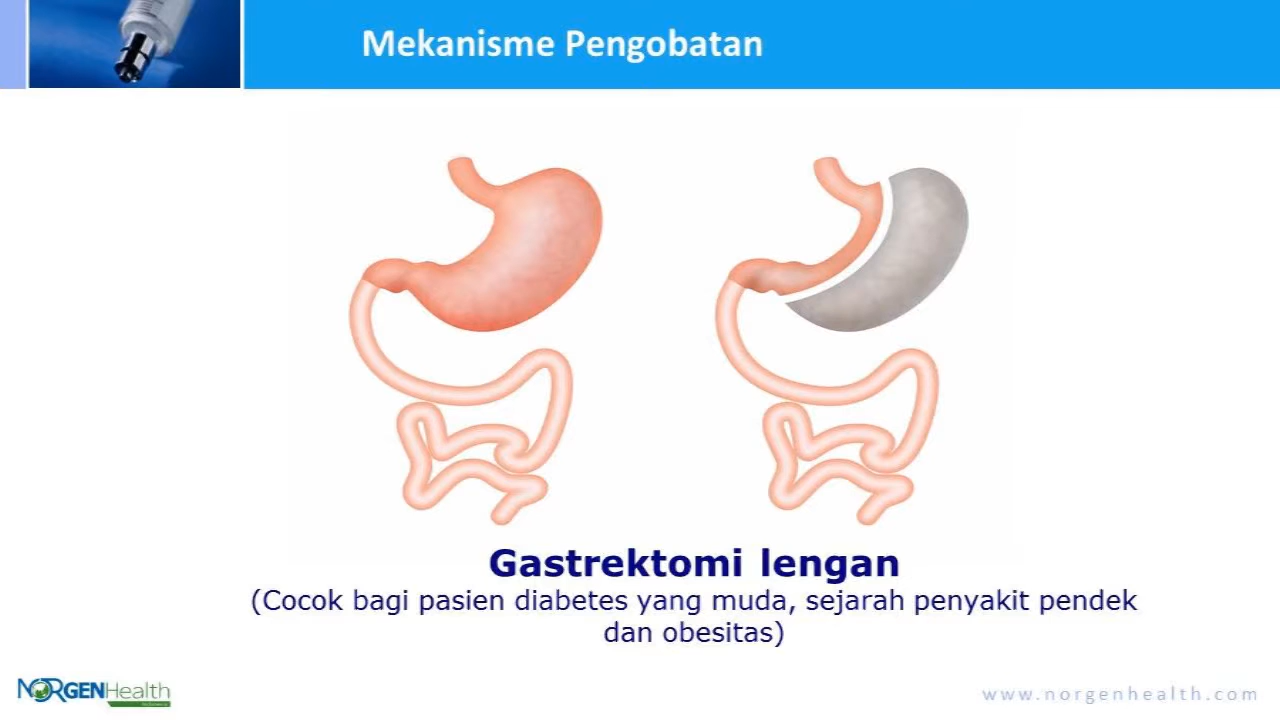 Mekanisme Pengobatan
Gastrektomi lengan
(Cocok bagi pasien diabetes yang muda, sejarah penyakit pendek
dan obesitas)
NORGENHealth
www.norgenhealth.com